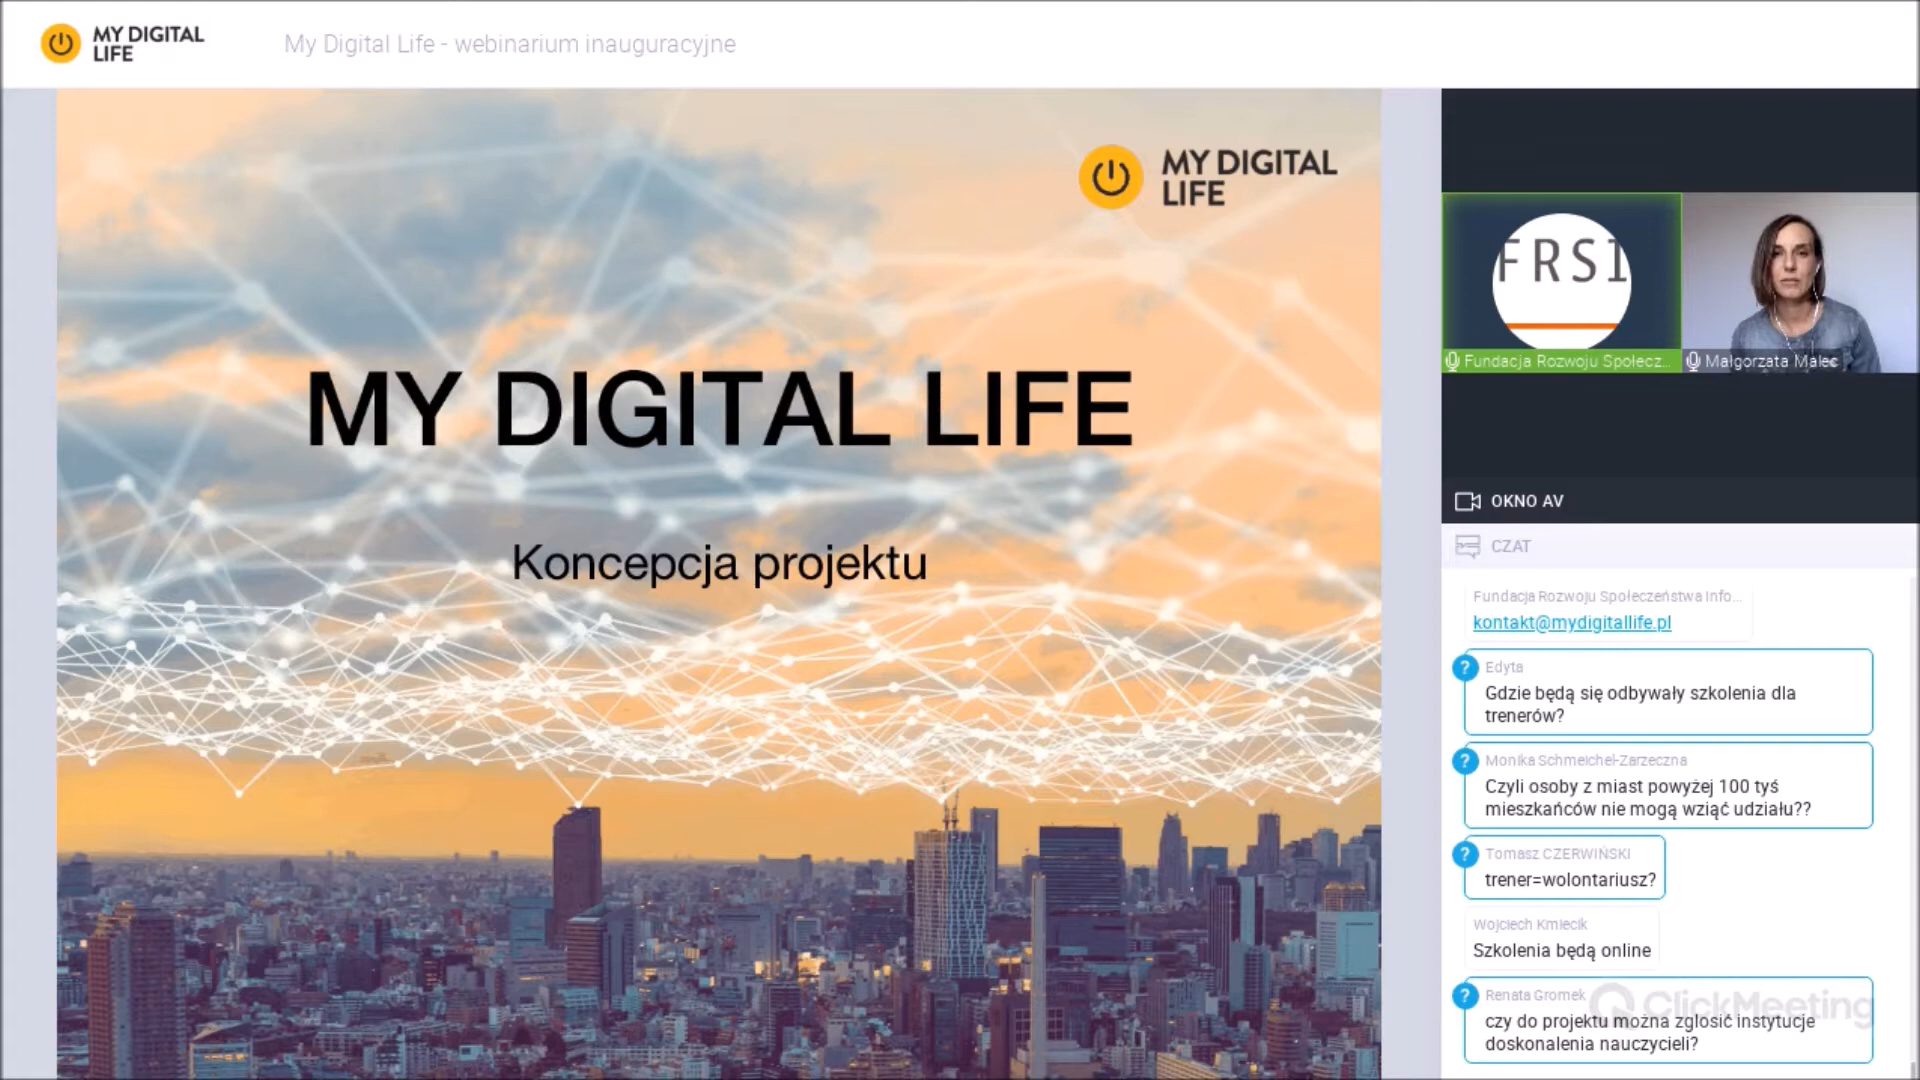 MY DIGITAL
LIFE
My Digital Life - webinarium inauguracyjne
MY DIGITAL
LIFE
MY DIGITAL LIFE
Koncepcja projektu
FRSI
Fundacja Rozwoju Społecz...
Małgorzata Malec
OKNO AV
CZAT
Fundacja Rozwoju Społeczeństwa Info...
kontakt@mydigitallife.pl
? Edyta
Gdzie będą się odbywały szkolenia dla
trenerów?
? Monika Schmeichel-Zarzeczna
Czyli osoby z miast powyżej 100 tyś
mieszkańców nie mogą wziąć udziału??
? Tomasz CZERWIŃSKI
trener=wolontariusz?
Wojciech Kmiecik
Szkolenia będą online
? Renata Gromek
ClickMeeting
czy do projektu można zgłosić instytucje
doskonalenia nauczycieli?